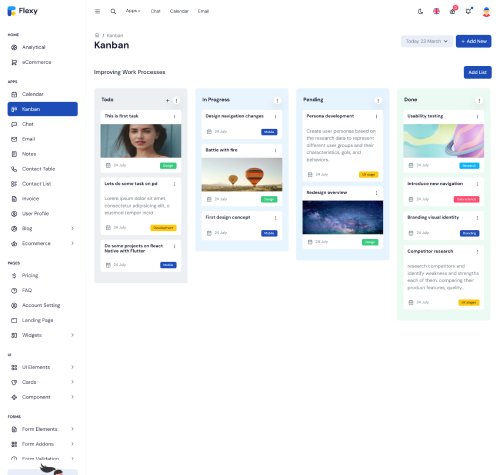 Flexy
Apps
Chat
Calendar
Email
HOME
Analytical
eCommerce
APPS
Calendar
Kanban
Chat
Email
Notes
Contact Table
Contact List
Invoice
User Profile
Blog
Ecommerce
PAGES
Pricing
FAQ
Account Setting
Landing Page
Widgets
UI
UI Elements
Cards
Component
FORMS
Form Elements
Form Addons
Form Validation
/ Kanban
Kanban
Today 23 March
+ Add New
Improving Work Processes
Add List
Todo
This is first task
24 July
Design
Lets do some task on pd
Lorem ipsum dolor sit amet,
consectetur adipisicing elit, o
eiusmod tempor incid
24 July
Development
Do some projects on React
Native with Flutter
24 July
Mobile
In Progress
Design navigation changes
24 July
Mobile
Battle with fire
24 July
Design
First design concept
24 July
Mobile
Pending
Persona development
Create user personas based on
the research data to represent
different user groups and their
characteristics, goals, and
behaviors.
24 July
UX stage
Redesign overview
24 July
Design
Done
Usability testing
24 July
Research
Introduce new navigation
24 July
Branding visual identity
24 July
Branding
Competitor research
research competitors and
identify weakness and strengths
each of them. comparing their
product features, quality...
24 July
UX stages